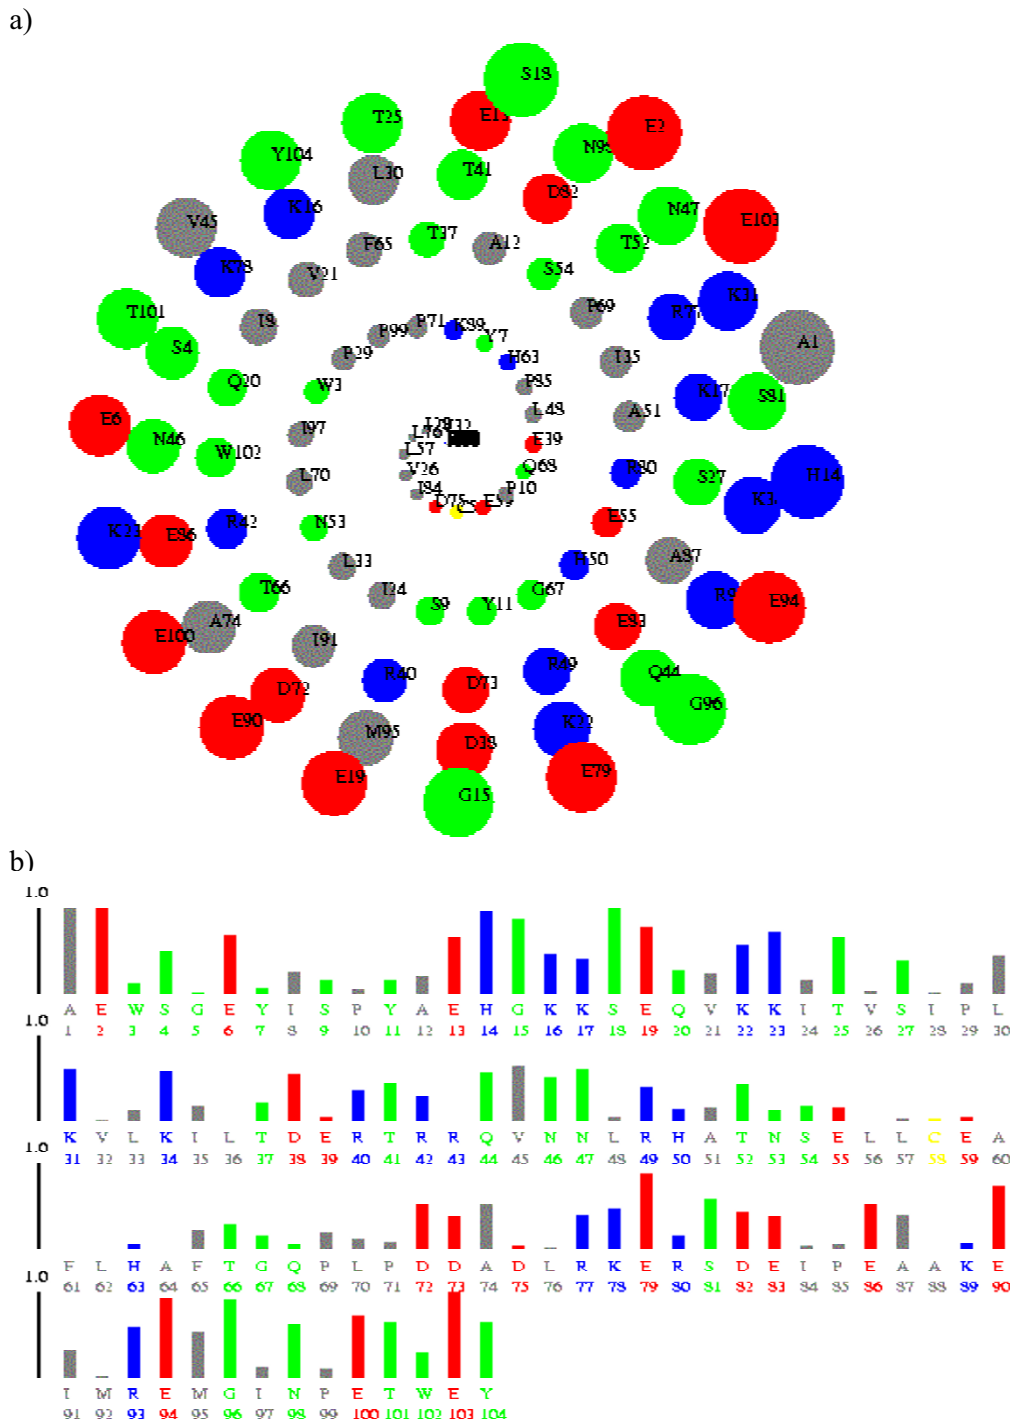 a)
S18
T25
E13
E2
N98
Y104
L30
T41
D82
K16
N47
E103
V45
T37
A12
T52
F65
S54
K78
V21
K31
R77
P69
T101
I8
P71
K89
A1
P99
Y7
S4
P29
H63
I35
Q20
W3
P85
K17
S81
E6
L48
A51
N46
I97
W102
L57
E39
Q68
R80
V26
L70
S27
H14
I84
P10
K34
D75
E59
K23
E86
R42
N53
E55
L33
H50
A87
T66
I24
G67
R93
E94
E100
A74
S9
Y11
I91
E83
R40
R49
Q44
D72
D73
G96
E90
M95
D38
K22
E19
G15
E79
b)
1.0
A E W S G E Y I S P Y A E H G K K S E Q V K K I T V S I P L
1 2 3 4 5 6 7 8 9 10 11 12 13 14 15 16 17 18 19 20 21 22 23 24 25 26 27 28 29 30
1.0
K V L K I L T D E R T R R Q V N N L R H A T N S E L L C E A
31 32 33 34 35 36 37 38 39 40 41 42 43 44 45 46 47 48 49 50 51 52 53 54 55 56 57 58 59 60
1.0
F L H A F T G Q P L P D D A D L R K E R S D E I P E A A K E
61 62 63 64 65 66 67 68 69 70 71 72 73 74 75 76 77 78 79 80 81 82 83 84 85 86 87 88 89 90
1.0
I M R E M G I N P E T W E Y
91 92 93 94 95 96 97 98 99 100 101 102 103 104